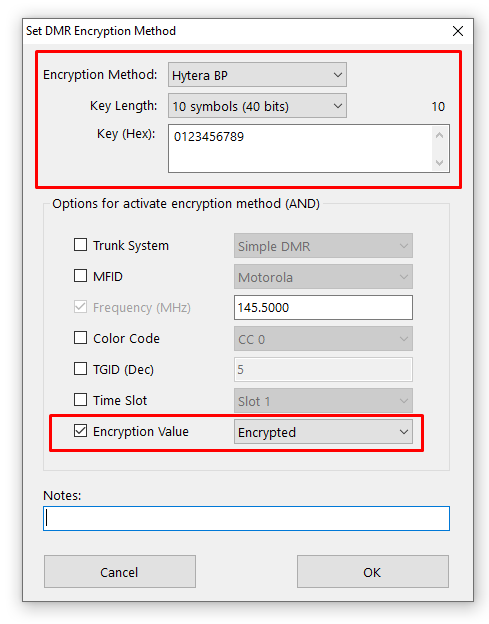 Set DMR Encryption Method
Encryption Method: Hytera BP
Key Length: 10 symbols (40 bits) 10
Key (Hex): 0123456789
Options for activate encryption method (AND)
Trunk System Simple DMR
MFID Motorola
Frequency (MHz) 145.5000
Color Code CC 0
TGID (Dec) 5
Time Slot Slot 1
Encryption Value Encrypted
Notes:
Cancel OK